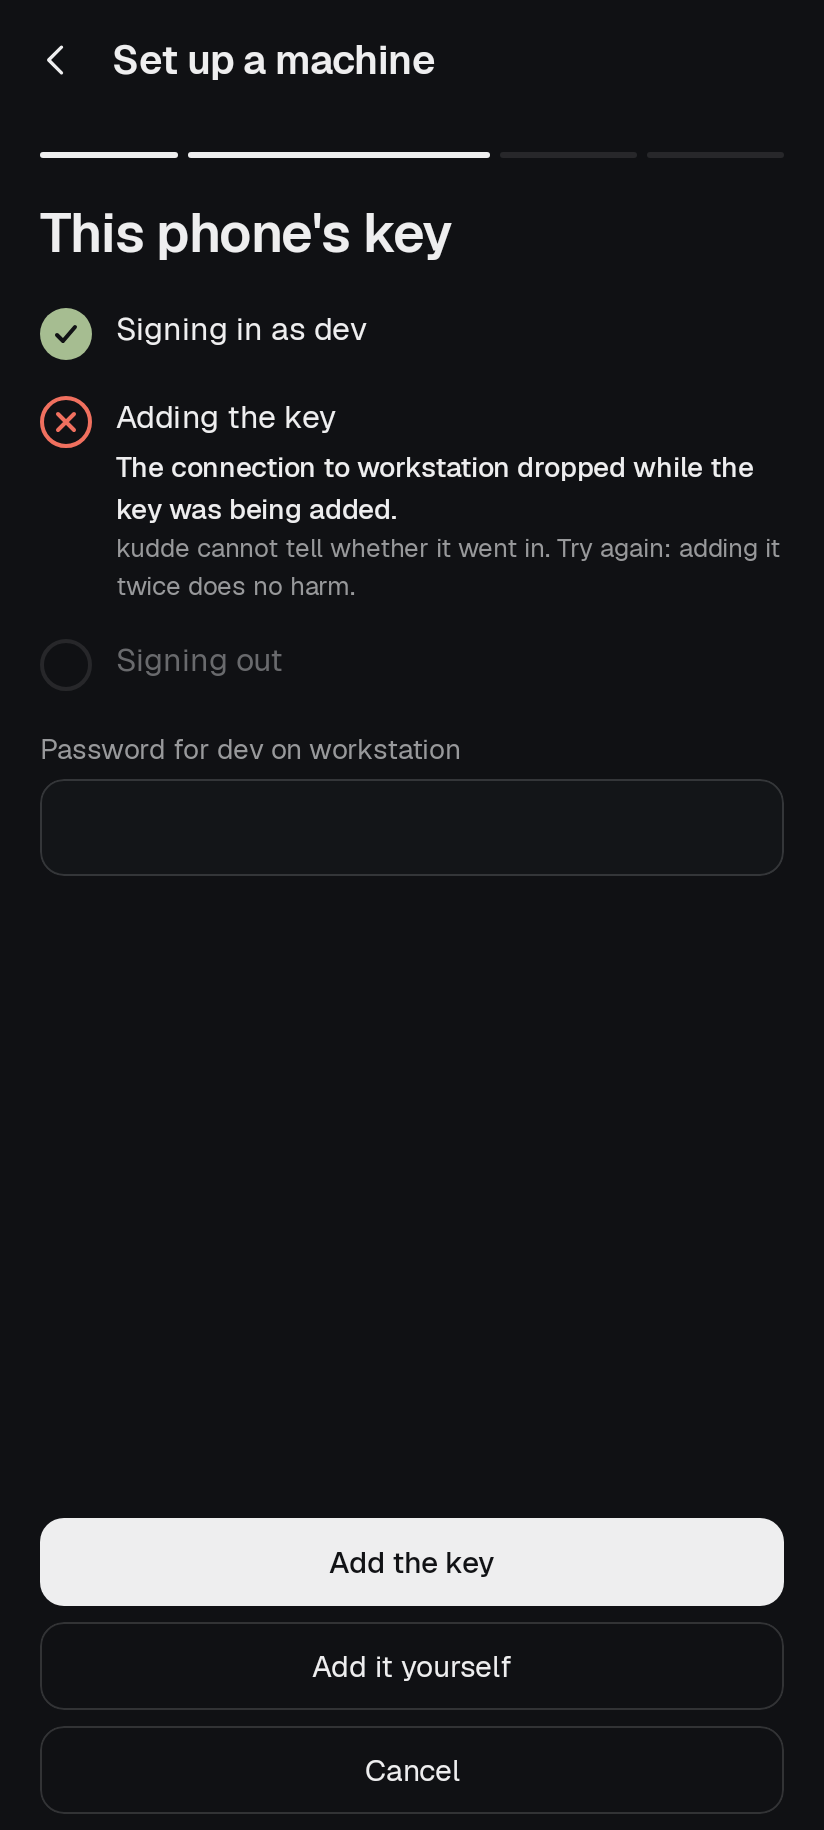 Set up a machine
This phone's key
Signing in as dev
Adding the key
The connection to workstation dropped while the
key was being added.
kudde cannot tell whether it went in. Try again: adding it
twice does no harm.
Signing out
Password for dev on workstation
Add the key
Add it yourself
Cancel